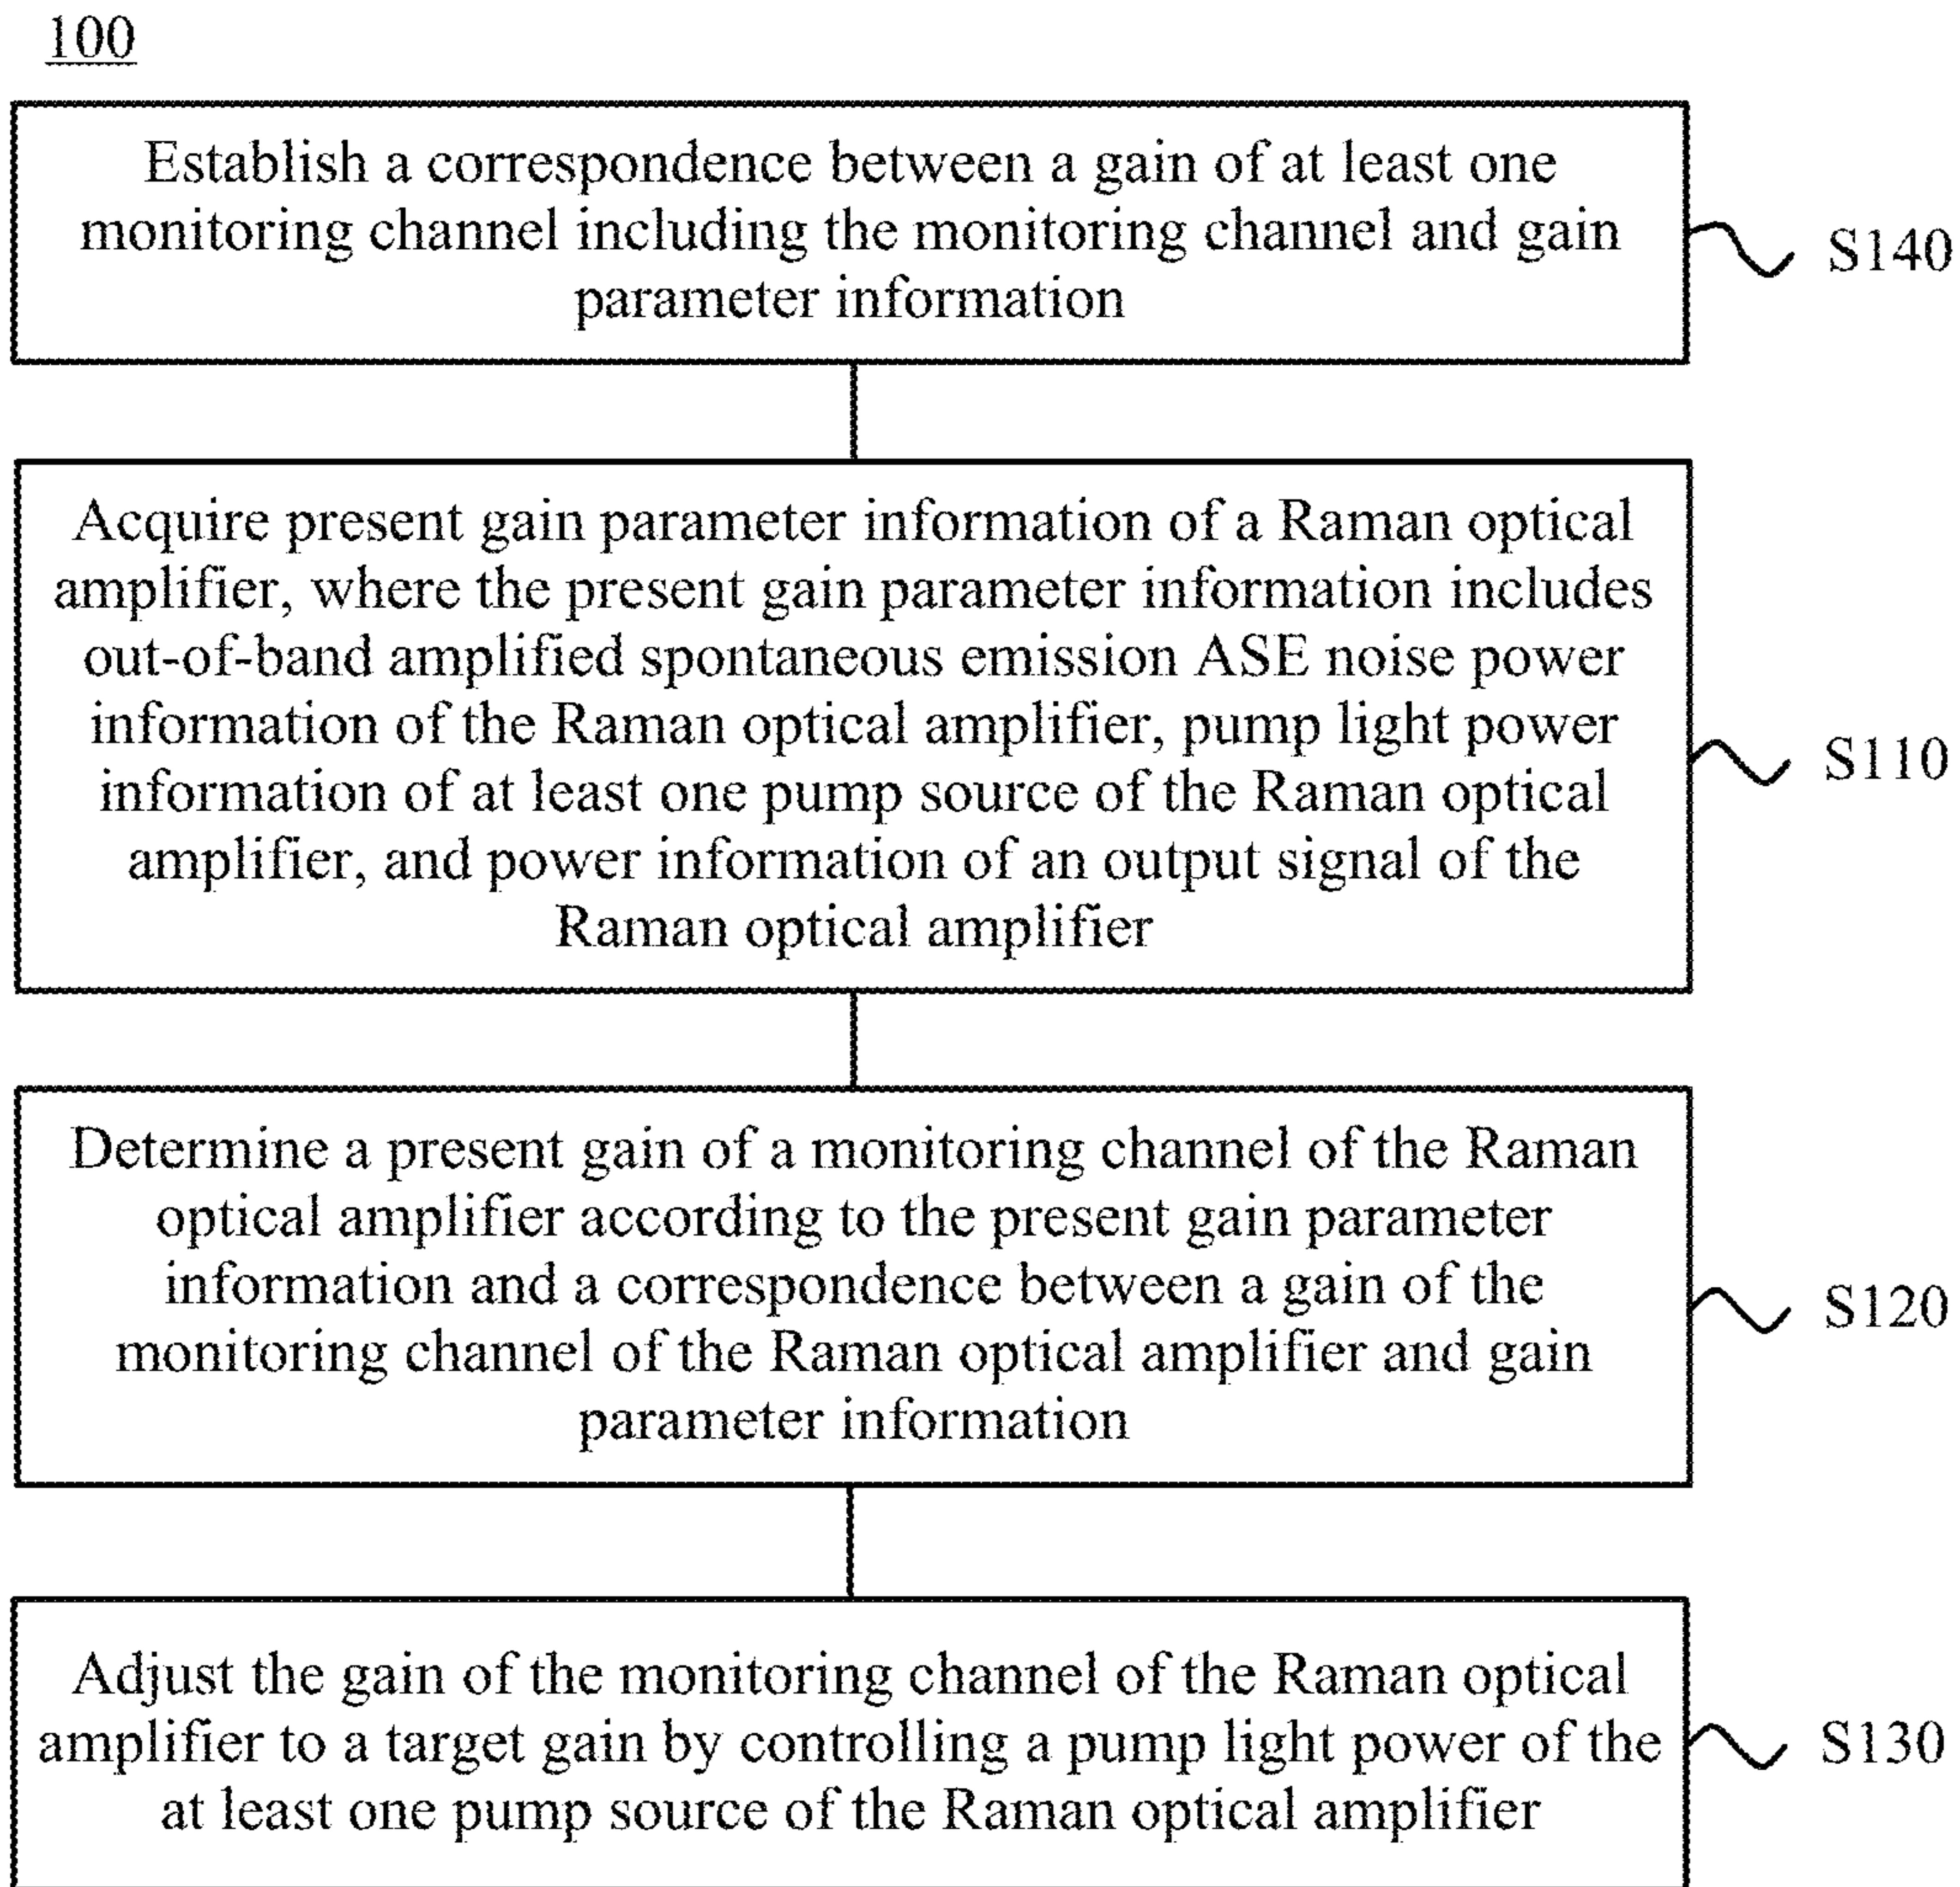 100
Establish a correspondence between a gain of at least one
monitoring channel including the monitoring channel and gain
parameter information
S140
Acquire present gain parameter information of a Raman optical
amplifier, where the present gain parameter information includes
out-of-band amplified spontaneous emission ASE noise power
information of the Raman optical amplifier, pump light power
information of at least one pump source of the Raman optical
amplifier, and power information of an output signal of the
Raman optical amplifier
S110
Determine a present gain of a monitoring channel of the Raman
optical amplifier according to the present gain parameter
information and a correspondence between a gain of the
monitoring channel of the Raman optical amplifier and gain
parameter information
S120
Adjust the gain of the monitoring channel of the Raman optical
amplifier to a target gain by controlling a pump light power of the
at least one pump source of the Raman optical amplifier
S130